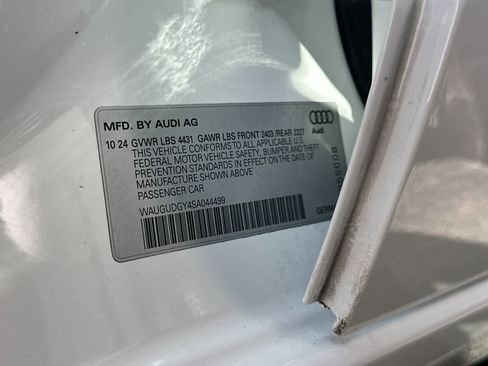 MFD. BY AUDI AG
Audi
10 24 GVWR LBS 4431 GAWR LBS FRONT 2403 /REAR 2227
THIS VEHICLE CONFORMS TO ALL APPLICABLE U.S.
FEDERAL MOTOR VEHICLE SAFETY, BUMPER AND THEFT
PREVENTION STANDARDS IN EFFECT ON THE DATE OF
MANUFACTURE SHOWN ABOVE
PASSENGER CAR
WAUGUDGY4SA044499
GERM